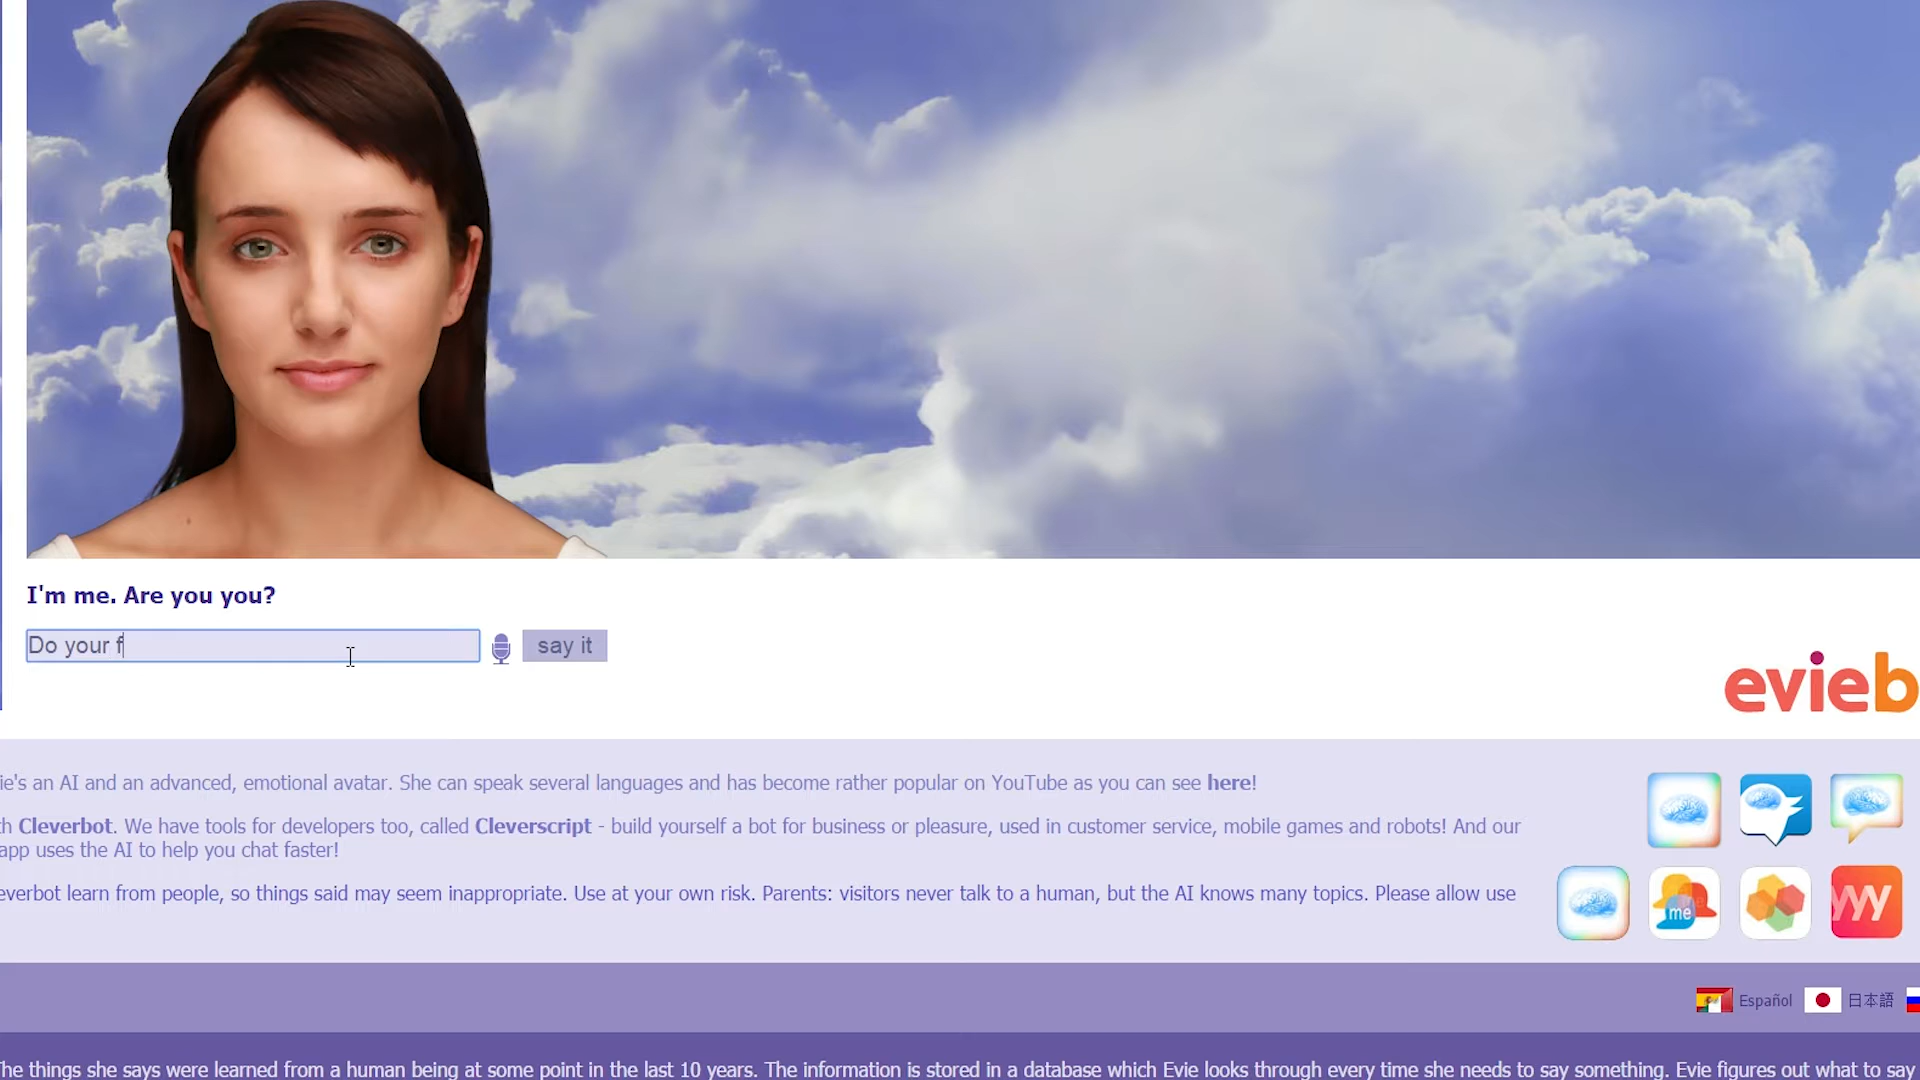 I'm me. Are you you?
Do your f
say it
evieb
ie's an AI and an advanced, emotional avatar. She can speak several languages and has become rather popular on YouTube as you can see here!
th Cleverbot. We have tools for developers too, called Cleverscript - build yourself a bot for business or pleasure, used in customer service, mobile games and robots! And our
app uses the AI to help you chat faster!
everbot learn from people, so things said may seem inappropriate. Use at your own risk. Parents: visitors never talk to a human, but the AI knows many topics. Please allow use
me
Español 日本語
he things she says were learned from a human being at some point in the last 10 years. The information is stored in a database which Evie looks through every time she needs to say something. Evie figures out what to say